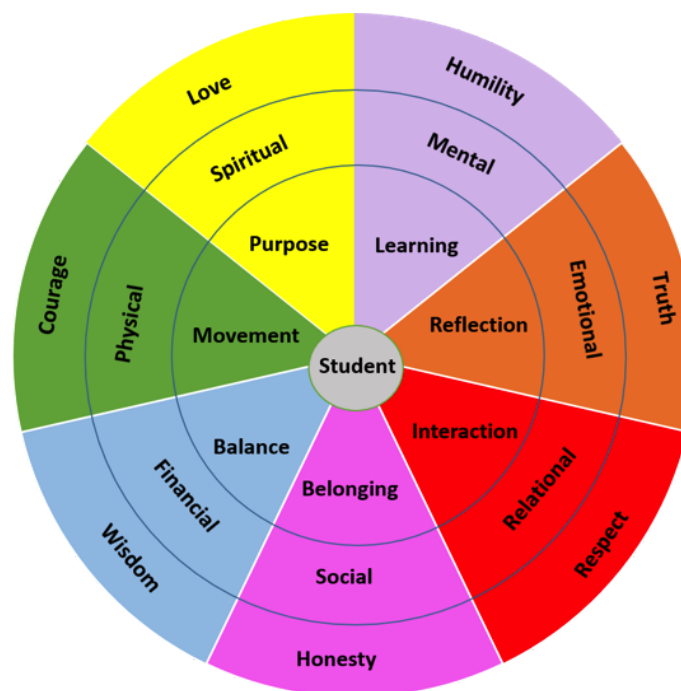 Love
Humility
Spiritual
Mental
Purpose
Learning
Courage
Physical
Movement
Reflection
Emotional
Truth
Student
Balance
Interaction
Financial
Belonging
Relational
Wisdom
Social
Respect
Honesty